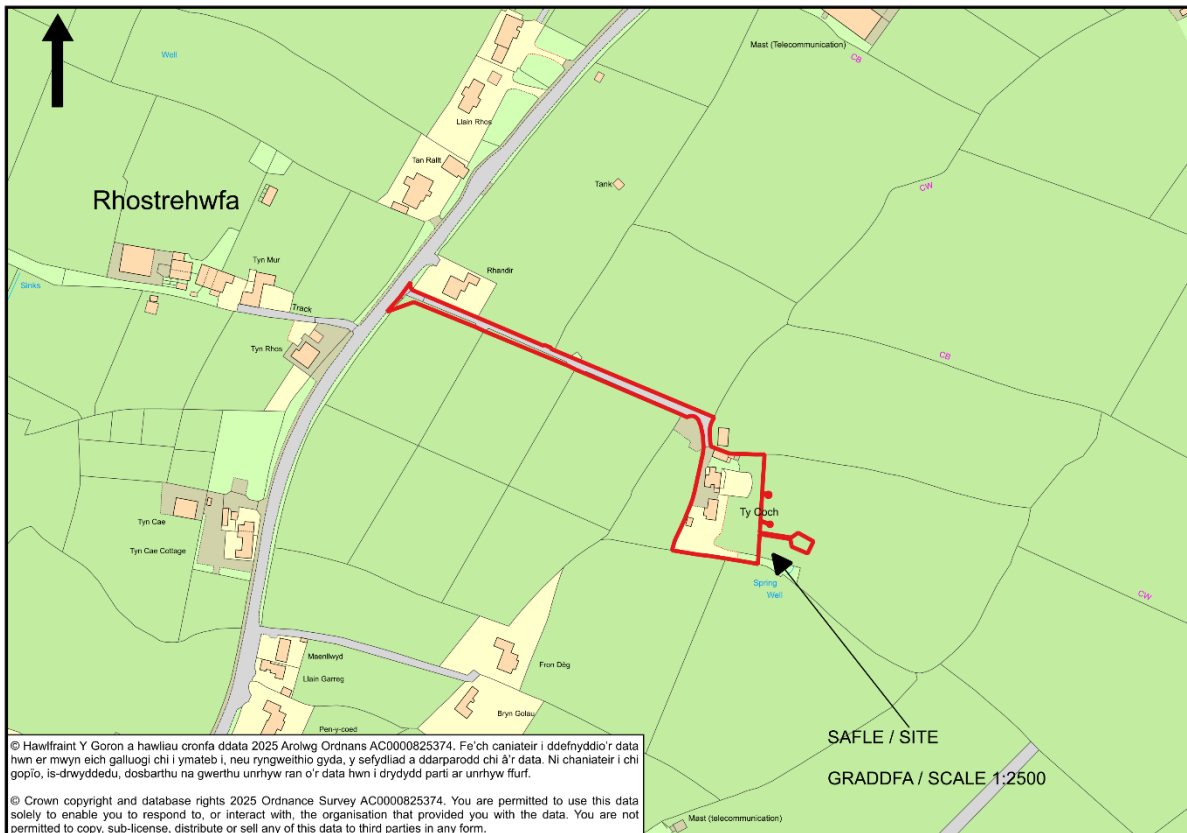 Mast (Telecommunication)
Well
CB
Llain Rhos
Tan Rallt
Tank
CW
Rhostrehwfa
Tyn Mur
Rhandir
Sinks
Track
Tyn Rhos
CB
Ty Coch
Tyn Cae
Tyn Cae Cottage
Spring
Well
CW
Maenllwyd
Fron Dêg
Llain Garreg
Bryn Golau
Pen-y-coed
SAFLE / SITE
GRADDFA / SCALE 1:2500
© Hawlfraint Y Goron a hawliau cronfa ddata 2025 Arolwg Ordnans AC0000825374. Fe'ch caniateir i ddefnyddio'r data
hwn er mwyn eich galluogi chi i ymateb i, neu ryngweithio gyda, y sefydliad a ddarparodd chi â'r data. Ni chaniateir i chi
gopïo, is-drwyddedu, dosbarthu na gwerthu unrhyw ran o'r data hwn i drydydd parti ar unrhyw ffurf.
© Crown copyright and database rights 2025 Ordnance Survey AC0000825374. You are permitted to use this data
solely to enable you to respond to, or interact with, the organisation that provided you with the data. You are not
permitted to copy, sub-license, distribute or sell any of this data to third parties in any form.
Mast (telecommunication)